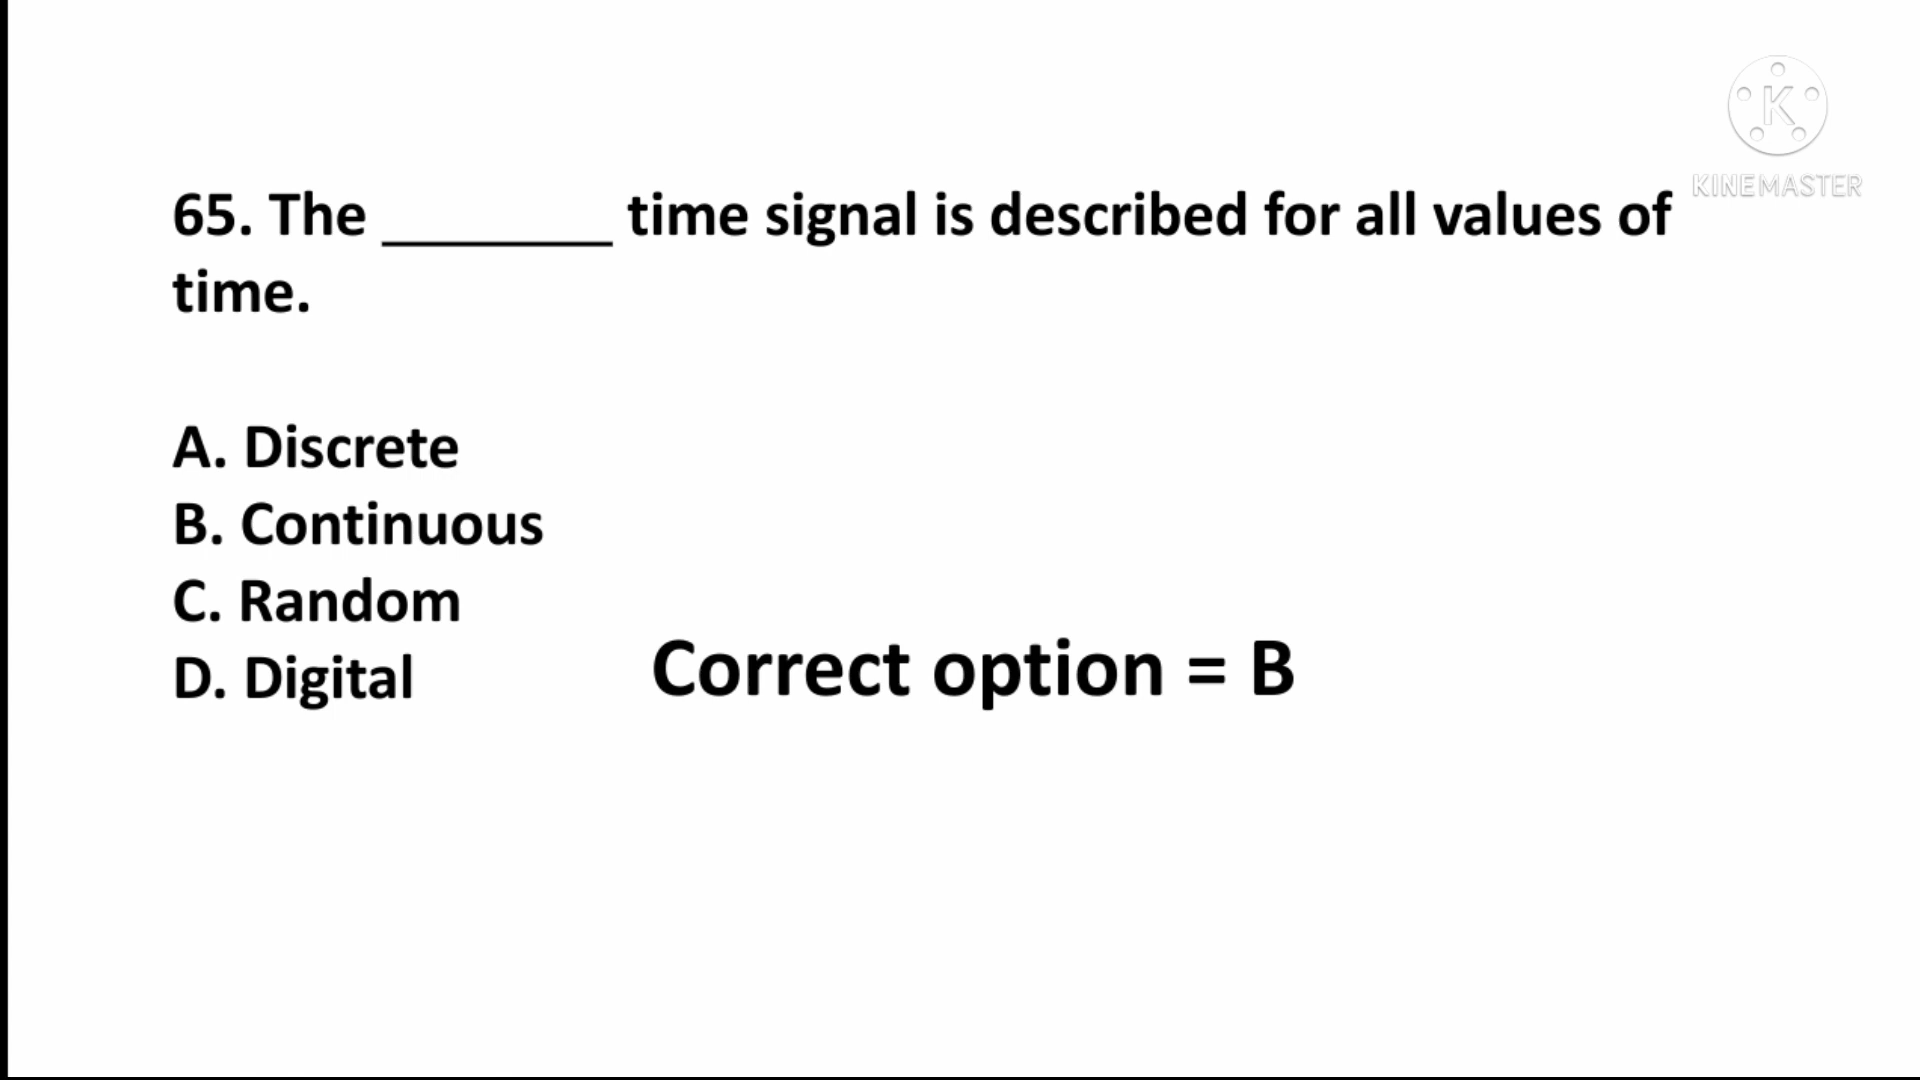 K
KINEMASTER
65. The ________ time signal is described for all values of
time.
A. Discrete
B. Continuous
C. Random
D. Digital
Correct option = B